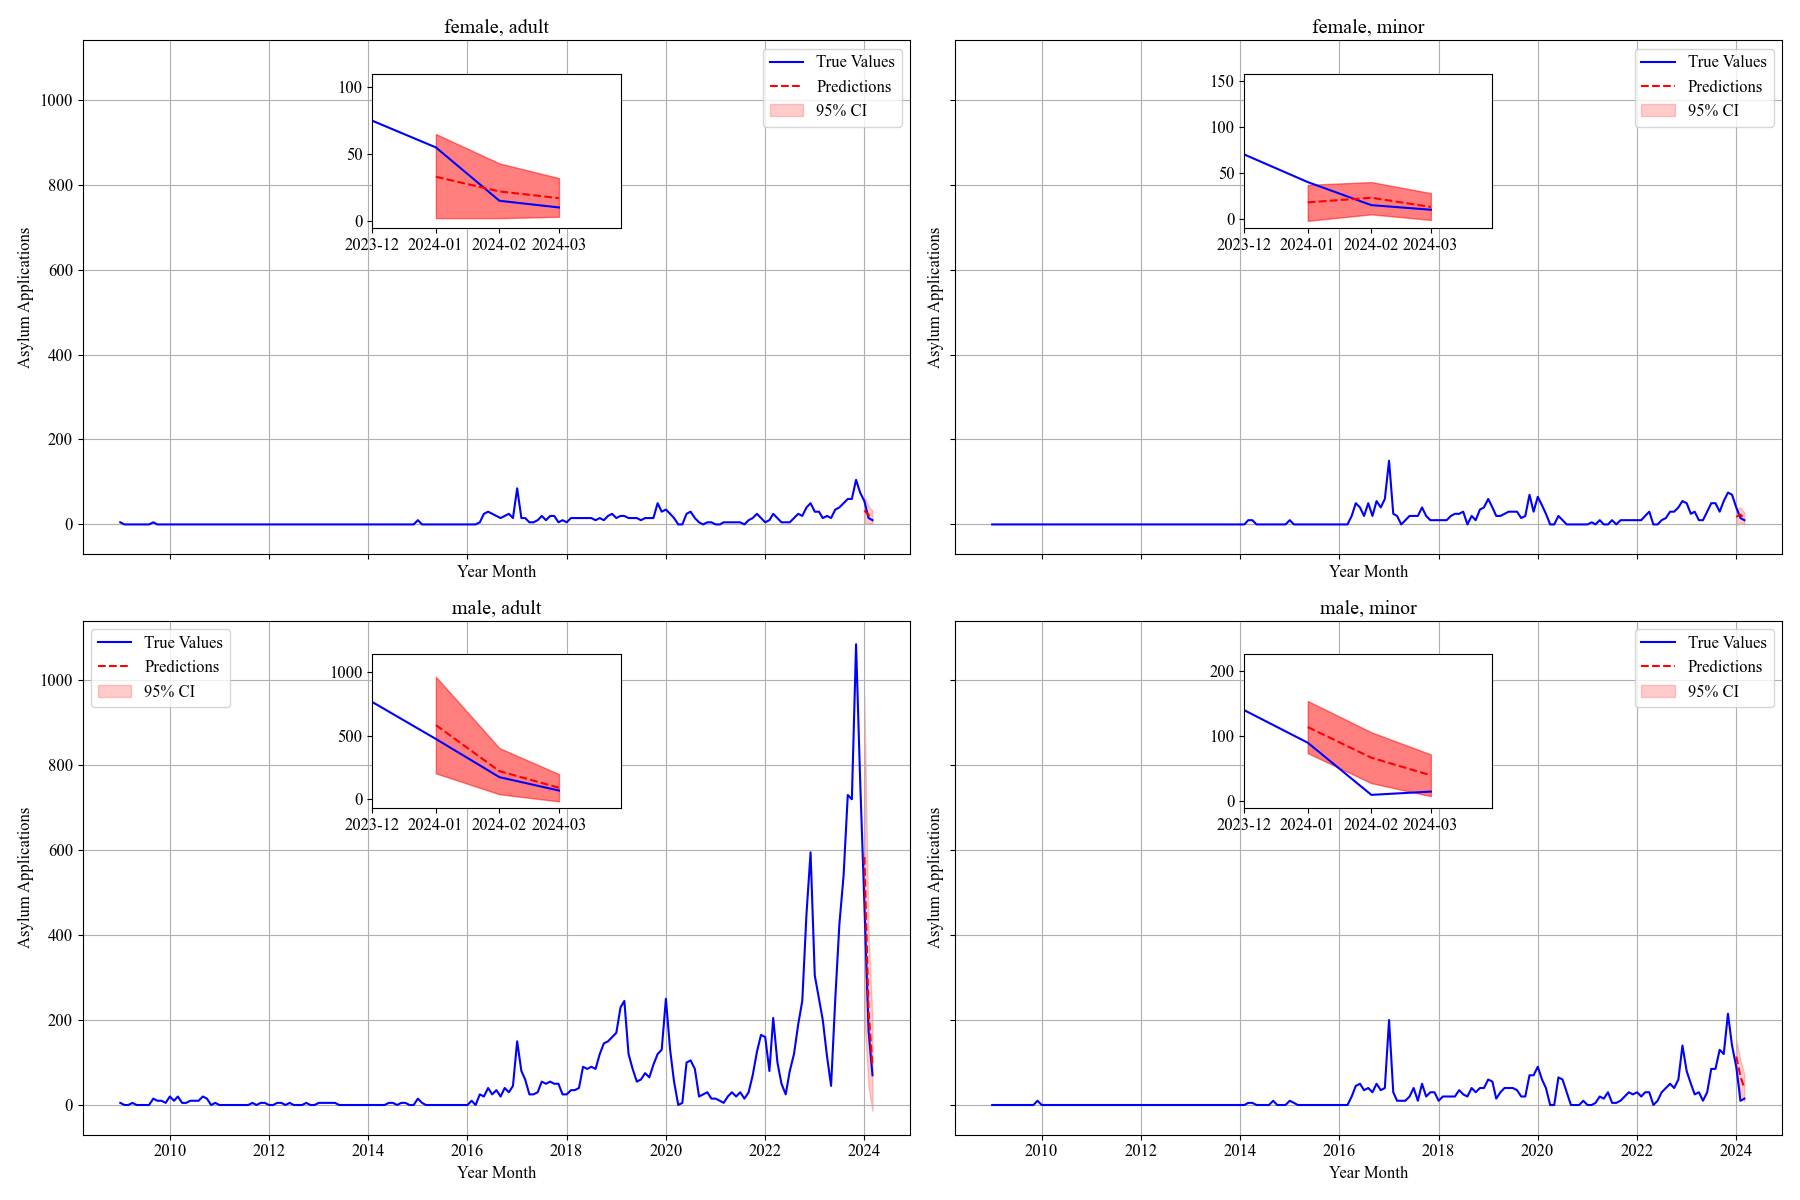 female, adult
True Values
Predictions
95% CI
1000
800
600
400
200
0
Asylum Applications
100
50
0
2023-12 2024-01 2024-02 2024-03
Year Month
female, minor
True Values
Predictions
95% CI
Asylum Applications
150
100
50
0
2023-12 2024-01 2024-02 2024-03
Year Month
male, adult
True Values
Predictions
95% CI
1000
800
600
400
200
0
Asylum Applications
1000
500
0
2023-12 2024-01 2024-02 2024-03
2010 2012 2014 2016 2018 2020 2022 2024
Year Month
male, minor
True Values
Predictions
95% CI
Asylum Applications
200
100
0
2023-12 2024-01 2024-02 2024-03
2010 2012 2014 2016 2018 2020 2022 2024
Year Month